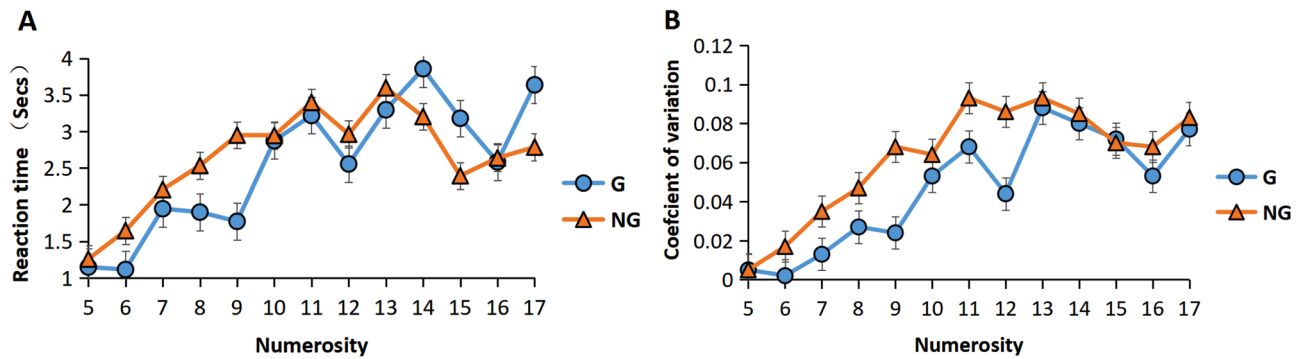 A
Reaction time （Secs）
4
3.5
3
2.5
2
1.5
1
5 6 7 8 9 10 11 12 13 14 15 16 17
Numerosity
G
NG
B
Coefcient of variation
0.12
0.1
0.08
0.06
0.04
0.02
0
5 6 7 8 9 10 11 12 13 14 15 16 17
Numerosity
G
NG